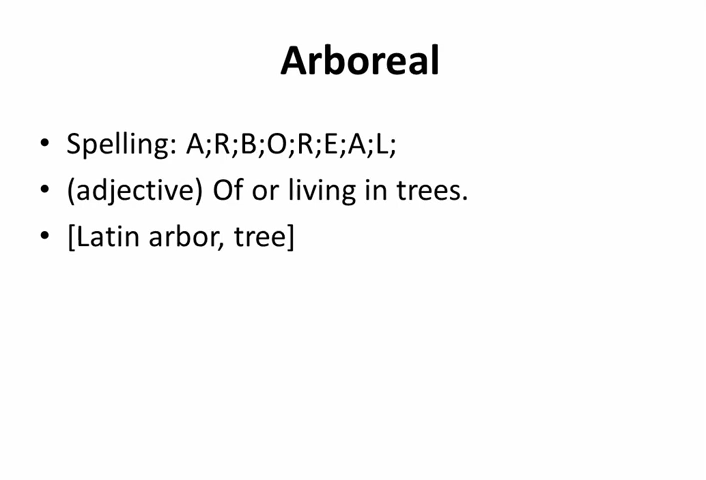 Arboreal
• Spelling: A;R;B;O;R;E;A;L;
• (adjective) Of or living in trees.
• [Latin arbor, tree]